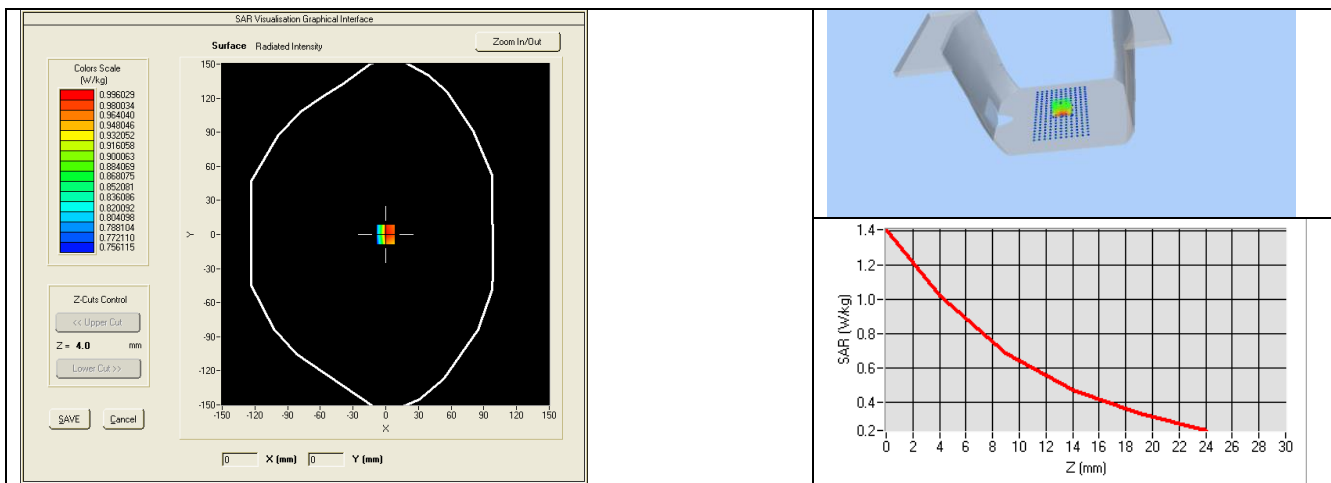 SAR Visualisation Graphical Interface
Surface Radiated Intensity
Zoom In/Out
Colors Scale
(W/kg)
0.996029
0.980034
0.964040
0.948046
0.932052
0.916058
0.900063
0.884069
0.868075
0.852081
0.836086
0.820092
0.804098
0.788104
0.772110
0.756115
Z-Cuts Control
<< Upper Cut
Z = 4.0 mm
Lower Cut >>
SAVE Cancel
Y
150-
120-
90-
60-
30-
0-
-30-
-60-
-90-
-120-
-150-
-150 -120 -90 -60 -30 0 30 60 90 120 150
X
0 X (mm) 0 Y (mm)
SAR (W/kg)
1.4-
1.2-
1.0-
0.8-
0.6-
0.4-
0.2-
0 2 4 6 8 10 12 14 16 18 20 22 24 26 28 30
Z (mm)